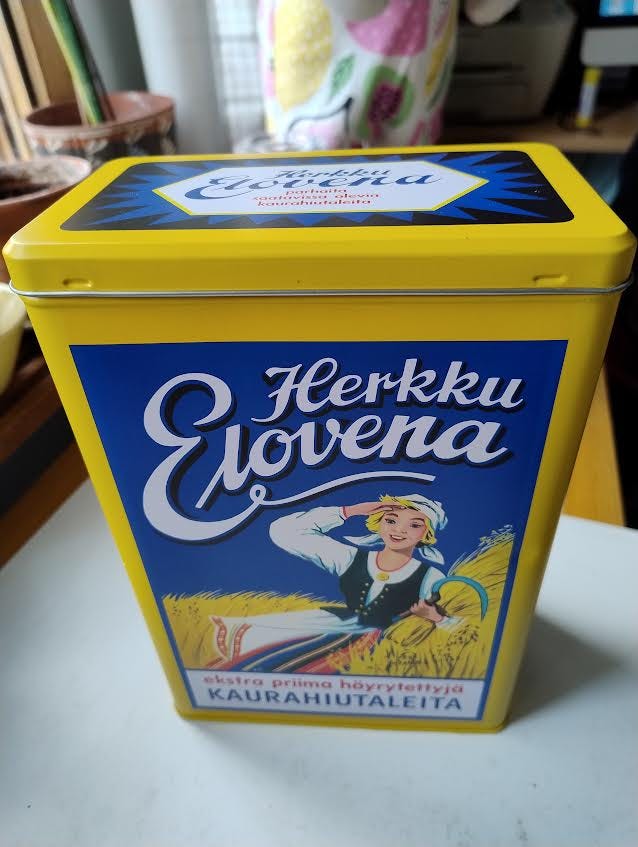 Herkku
Elovena
parhaita
saatavissa olevia
kaurahiutaleita
Herkku
Elovena
ekstra priima höyrytettyjä
KAURAHIUTALEITA